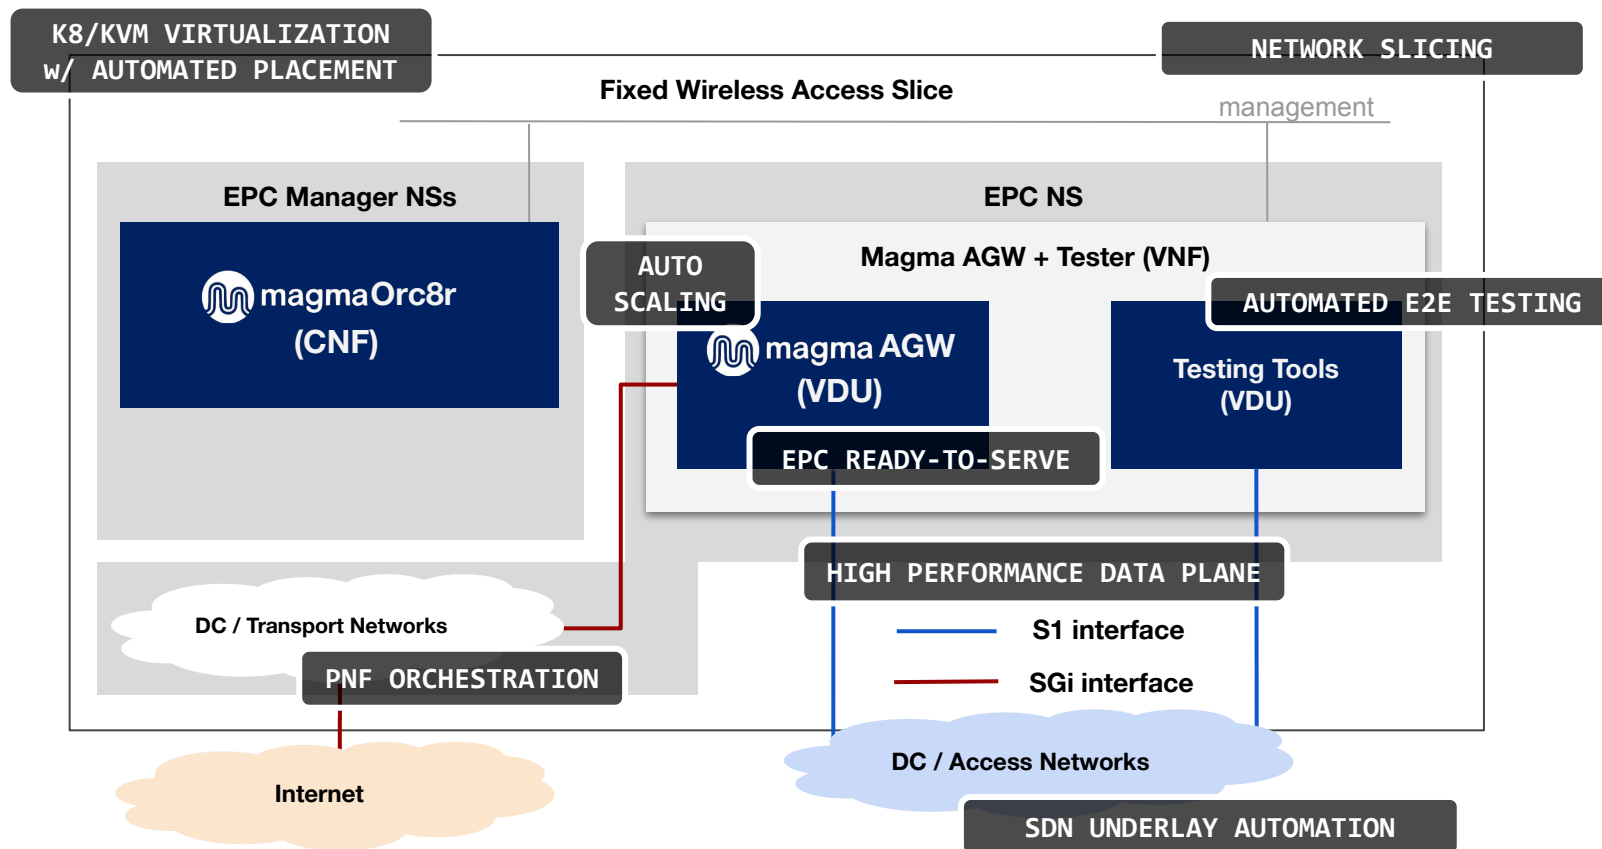 K8/KVM VIRTUALIZATION
w/ AUTOMATED PLACEMENT
NETWORK SLICING
Fixed Wireless Access Slice
management
EPC Manager NSs
EPC NS
magma Orc8r
(CNF)
AUTO
SCALING
Magma AGW + Tester (VNF)
AUTOMATED E2E TESTING
magma AGW
(VDU)
Testing Tools
(VDU)
EPC READY-TO-SERVE
HIGH PERFORMANCE DATA PLANE
DC / Transport Networks
S1 interface
PNF ORCHESTRATION
SGi interface
DC / Access Networks
Internet
SDN UNDERLAY AUTOMATION